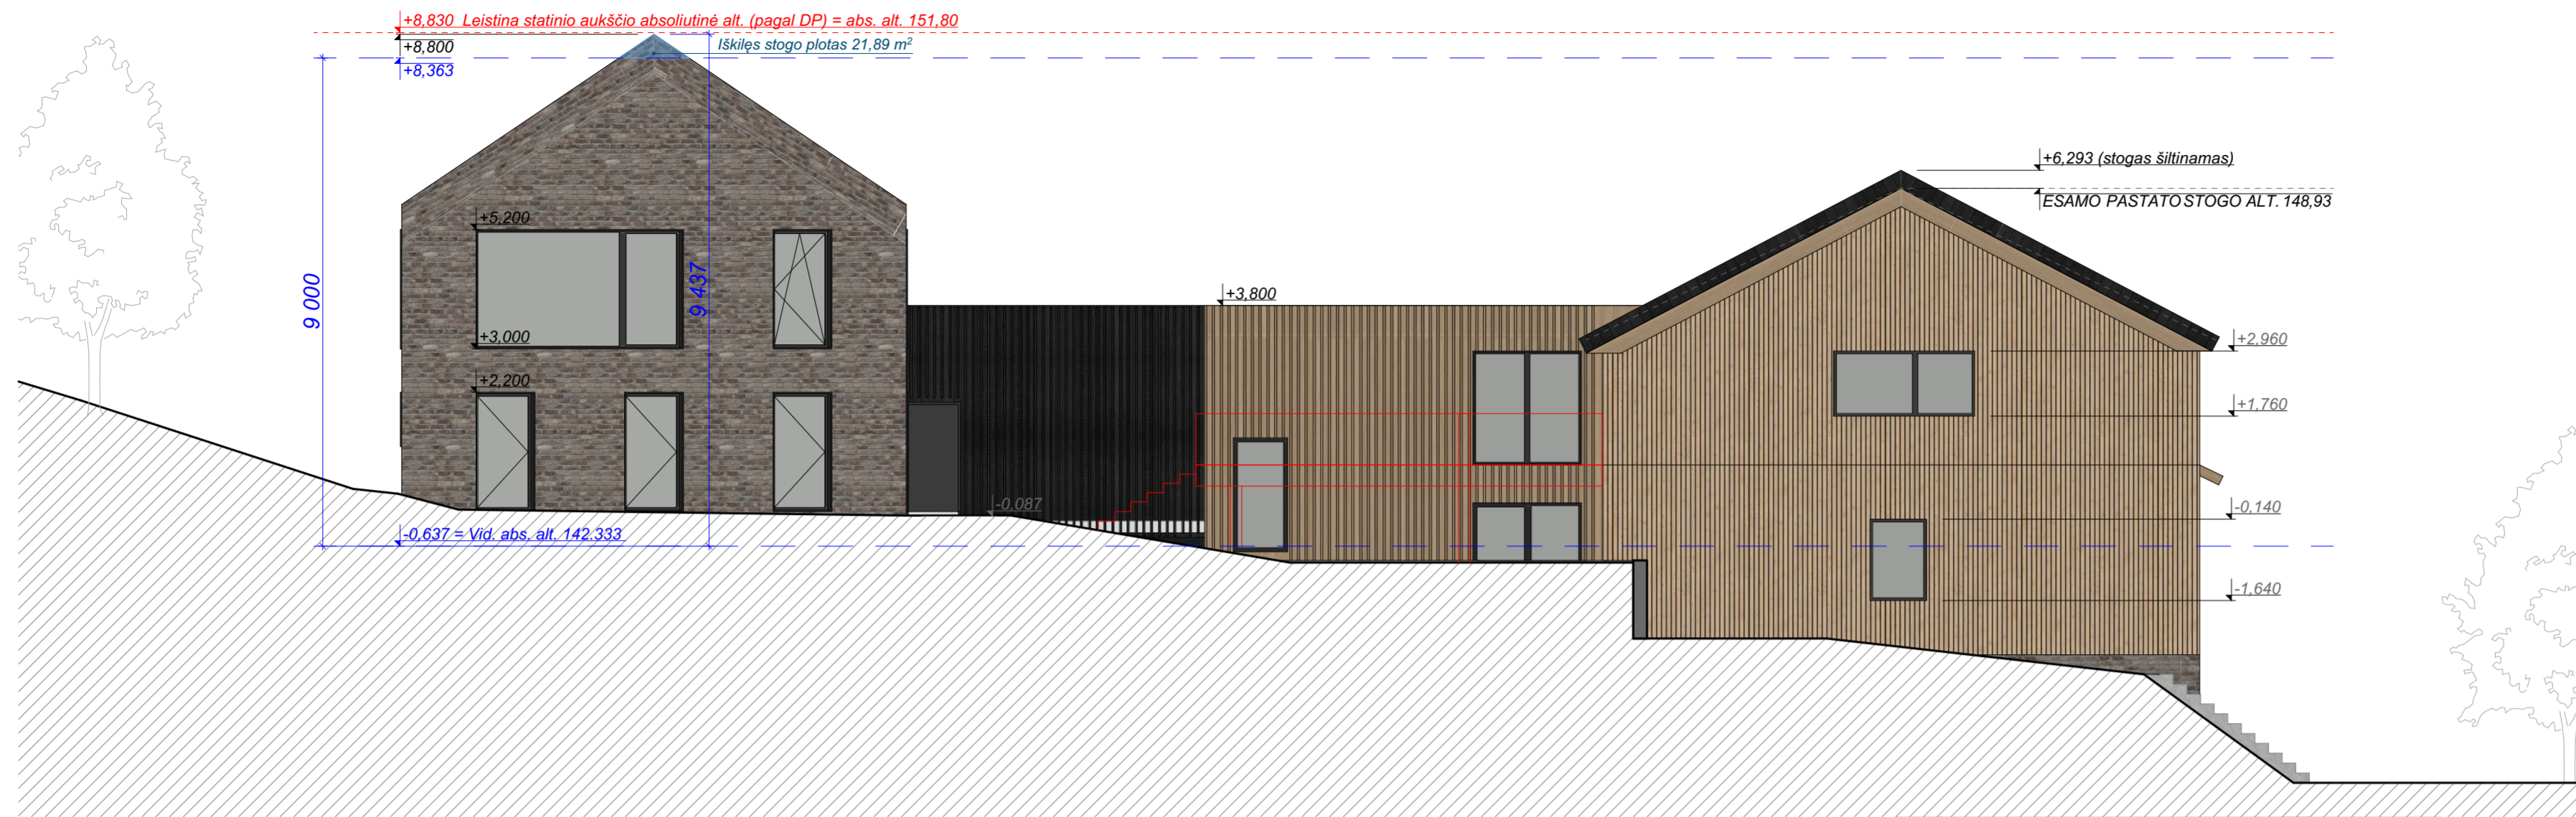 +8,830 Leistina statinio aukščio absoliutinė alt. (pagal DP) = abs. alt. 151,80
+8,800
Iškilęs stogo plotas 21,89 m²
+8,363
+6,293 (stogas šiltinamas)
ESAMO PASTATO STOGO ALT. 148,93
+5,200
9 000
9 437
+3,800
+3,000
+2,960
+2,200
+1,760
-0,087
-0,140
-0,637 = Vid. abs. alt. 142.333
-1,640